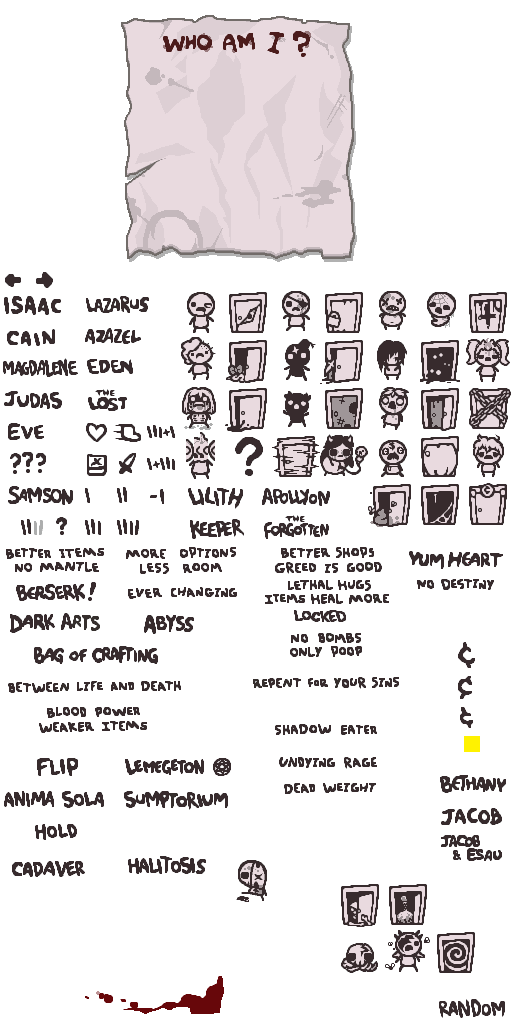 WHO AM I ?
ISAAC
LAZARUS
CAIN
AZAZEL
MAGDALENE
EDEN
JUDAS
THE
LOST
EVE
???
?
SAMSON
-1
LILITH
APOLLYON
?
KEEPER
THE
FORGOTTEN
BETTER ITEMS
NO MANTLE
MORE OPTIONS
LESS ROOM
BETTER SHOPS
GREED IS GOOD
YUM HEART
BERSERK!
EVER CHANGING
LETHAL HUGS
ITEMS HEAL MORE
NO DESTINY
DARK ARTS
ABYSS
LOCKED
BAG OF CRAFTING
NO BOMBS
ONLY POOP
¢
BETWEEN LIFE AND DEATH
REPENT FOR YOUR SINS
¢
BLOOD POWER
WEAKER ITEMS
SHADOW EATER
¢
FLIP
LEMEGETON
UNDYING RAGE
ANIMA SOLA
SUMPTORIUM
DEAD WEIGHT
BETHANY
HOLD
JACOB
JACOB
& ESAU
CADAVER
HALITOSIS
RANDOM